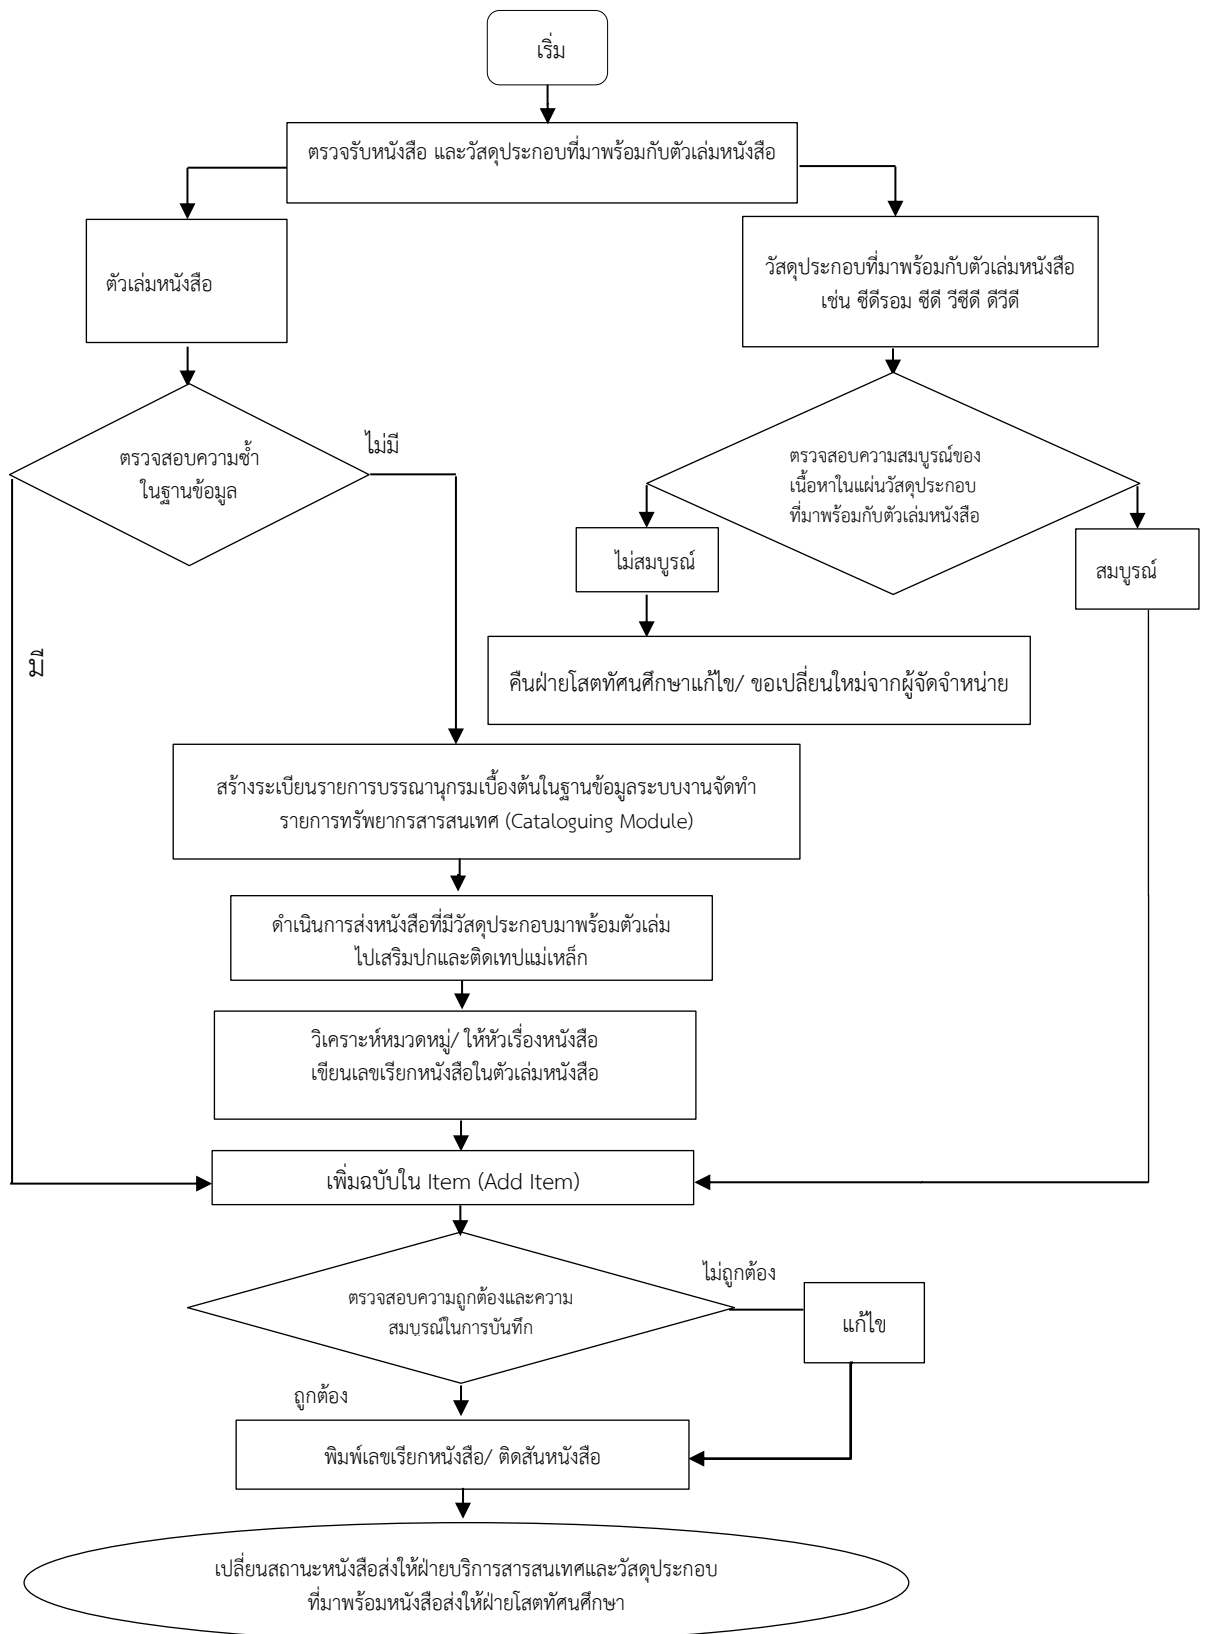 เริ่ม
ตรวจรับหนังสือ และวัสดุประกอบที่มาพร้อมกับตัวเล่มหนังสือ
ตัวเล่มหนังสือ
วัสดุประกอบที่มาพร้อมกับตัวเล่มหนังสือ
เช่น ซีดีรอม ซีดี วีซีดี ดีวีดี
ตรวจสอบความซ้ำ
ในฐานข้อมูล
ไม่มี
มี
ตรวจสอบความสมบูรณ์ของ
เนื้อหาในแผ่นวัสดุประกอบ
ที่มาพร้อมกับตัวเล่มหนังสือ
ไม่สมบูรณ์
สมบูรณ์
คืนฝ่ายโสตทัศนศึกษาแก้ไข/ ขอเปลี่ยนใหม่จากผู้จัดจำหน่าย
สร้างระเบียนรายการบรรณานุกรมเบื้องต้นในฐานข้อมูลระบบงานจัดทำ
รายการทรัพยากรสารสนเทศ (Cataloguing Module)
ดำเนินการส่งหนังสือที่มีวัสดุประกอบมาพร้อมตัวเล่ม
ไปเสริมปกและติดเทปแม่เหล็ก
วิเคราะห์หมวดหมู่/ ให้หัวเรื่องหนังสือ
เขียนเลขเรียกหนังสือในตัวเล่มหนังสือ
เพิ่มฉบับใน Item (Add Item)
ตรวจสอบความถูกต้องและความ
สมบูรณ์ในการบันทึก
ไม่ถูกต้อง
แก้ไข
ถูกต้อง
พิมพ์เลขเรียกหนังสือ/ ติดสันหนังสือ
เปลี่ยนสถานะหนังสือส่งให้ฝ่ายบริการสารสนเทศและวัสดุประกอบ
ที่มาพร้อมหนังสือส่งให้ฝ่ายโสตทัศนศึกษา